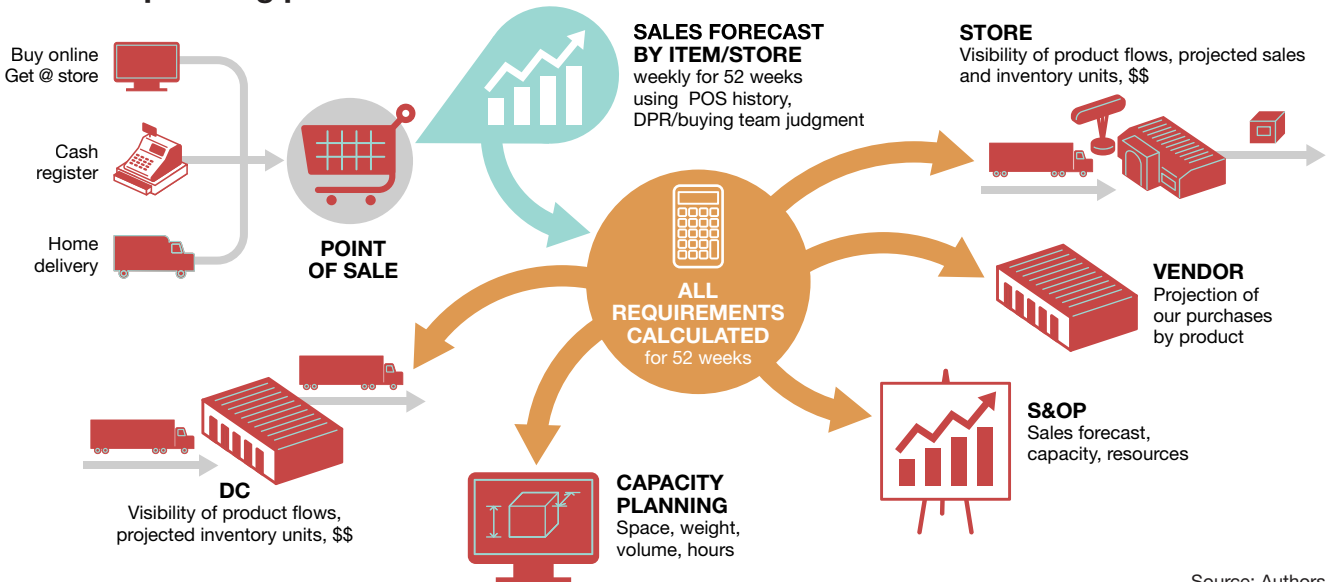 Buy online
Get @ store
Cash
register
Home
delivery
POINT
OF SALE
SALES FORECAST
BY ITEM/STORE
weekly for 52 weeks
using POS history,
DPR/buying team judgment
STORE
Visibility of product flows, projected sales
and inventory units, $$
ALL
REQUIREMENTS
CALCULATED
for 52 weeks
VENDOR
Projection of
our purchases
by product
S&OP
Sales forecast,
capacity, resources
DC
Visibility of product flows,
projected inventory units, $$
CAPACITY
PLANNING
Space, weight,
volume, hours
Source: Authors